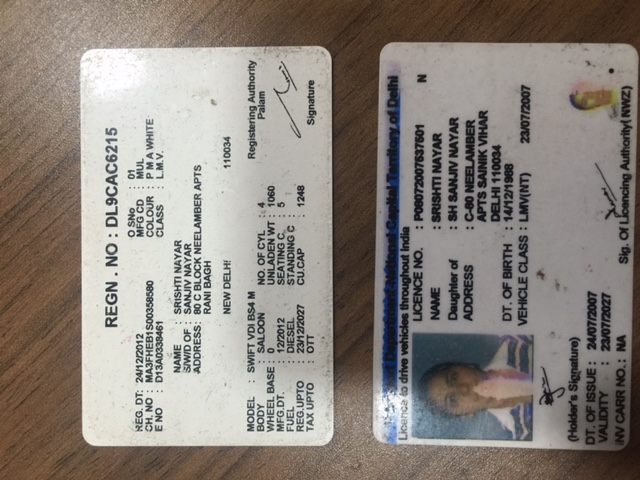 REGN . NO : DL9CAC6215
REG. DT: 24/12/2012 O SNo : 01
CH. NO : MA3FHEB1S00358580 MFG CD : MUL
E NO : D13A0338461 COLOUR : P M A WHITE
CLASS : L.M.V.
NAME : SRISHTI NAYAR
S/W/D OF : SANJIV NAYAR
ADDRESS: 80 C BLOCK NEELAMBER APTS
RANI BAGH
NEW DELHI 110034
MODEL : SWIFT VDI BS4 M
BODY : SALOON NO. OF CYL : 4
WHEEL BASE : 0 UNLADEN WT : 1060
MFG.DT. : 12/2012 SEATING C. : 5
FUEL : DIESEL STANDING C :
REG.UPTO : 23/12/2027 CU.CAP : 1248
TAX UPTO : OTT
Registering Authority
Palam
Signature
Department National Capital Territory of Delhi
Licence to drive vehicles throughout India
LICENCE NO. : P08072007537501 N
NAME : SRISHTI NAYAR
Daughter of : SH SANJIV NAYAR
ADDRESS : C-80 NEELAMBER
APTS SAINIK VIHAR
DELHI 110034
DT. OF BIRTH : 14/12/1988
VEHICLE CLASS : LMV(NT) 23/07/2007
(Holder's Signature)
DT. OF ISSUE : 24/07/2007
VALIDITY : 23/07/2027
INV CARR NO. : NA
Sig. Of Licencing Authority( NWZ)